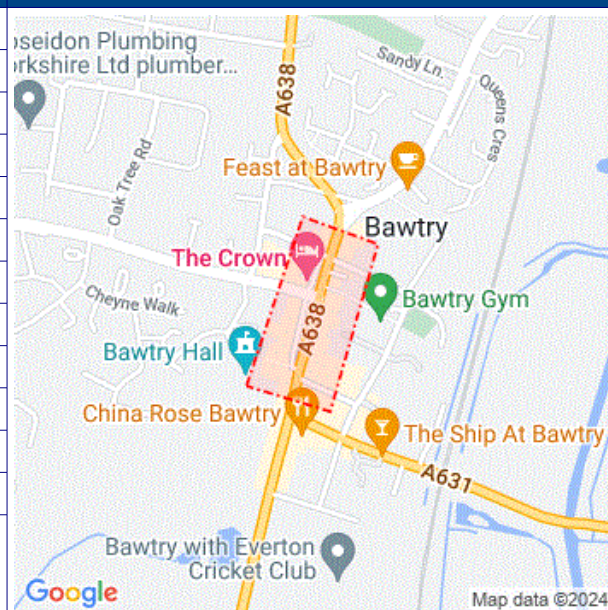 oseidon Plumbing
orkshire Ltd plumber...
Sandy Ln.
A638
Queens Cres
Oak Tree Rd
Feast at Bawtry
Bawtry
The Crown
Cheyne Walk
Bawtry Gym
A638
Bawtry Hall
China Rose Bawtry
The Ship At Bawtry
A631
Bawtry with Everton
Cricket Club
Google
Map data ©2024